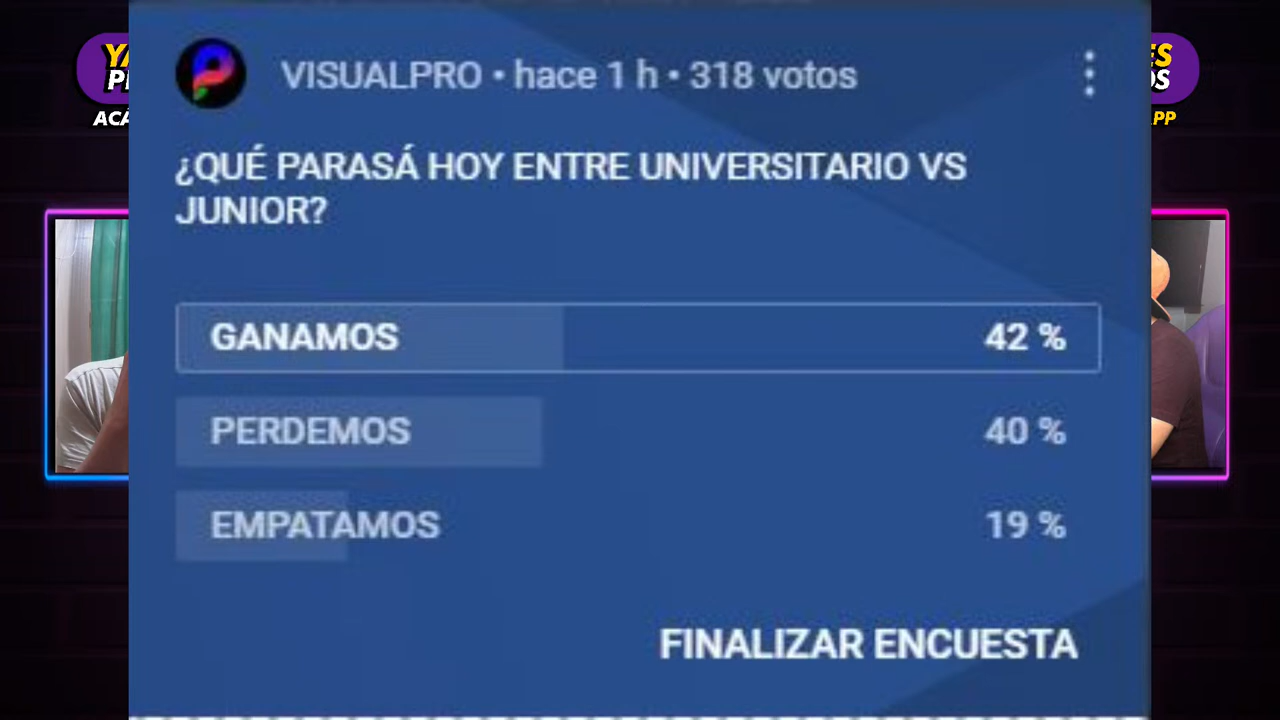 VISUALPRO • hace 1 h • 318 votos
¿QUÉ PARASÁ HOY ENTRE UNIVERSITARIO VS
JUNIOR?
GANAMOS 42 %
PERDEMOS 40 %
EMPATAMOS 19 %
FINALIZAR ENCUESTA